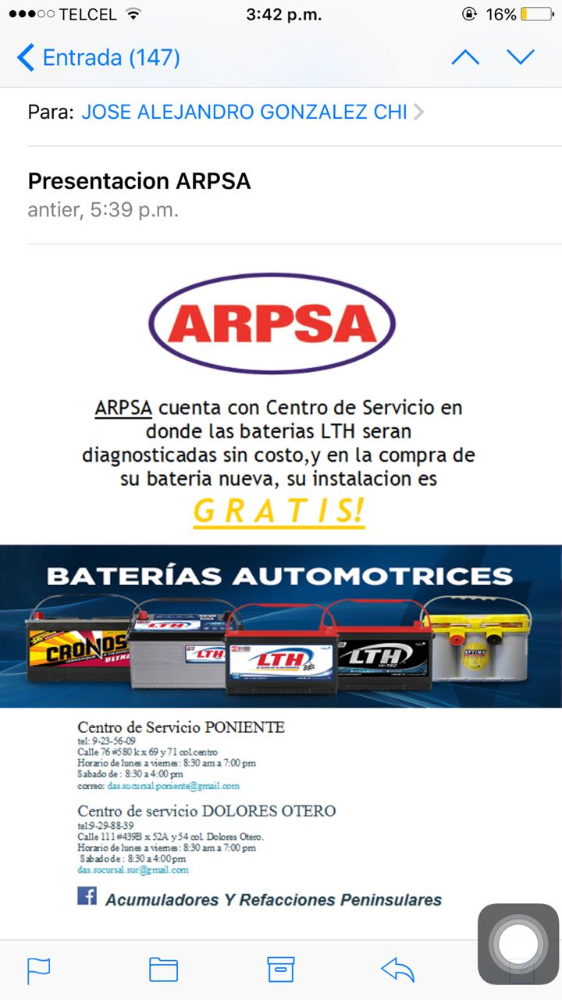 TELCEL 3:42 p.m. 16%
Entrada (147)
Para: JOSE ALEJANDRO GONZALEZ CHI
Presentacion ARPSA
antier, 5:39 p.m.
ARPSA
ARPSA cuenta con Centro de Servicio en
donde las baterias LTH seran
diagnosticadas sin costo,y en la compra de
su bateria nueva, su instalacion es
GRATIS!
BATERÍAS AUTOMOTRICES
CRONOS
ARRANQUE
ULTRA
LTH
LTH
LTH
LTH
HI-TEC
OPTIMA
Centro de Servicio PONIENTE
tel: 9-23-56-09
Calle 76 #580 k x 69 y 71 col.centro
Horario de lunes a viernes: 8:30 am a 7:00 pm
Sabado de : 8:30 a 4:00 pm
correo: das.sucursal.poniente@gmail.com
Centro de servicio DOLORES OTERO
tel:9-29-88-39
Calle 111 #439B x 52A y 54 col. Dolores Otero.
Horario de lunes a viernes: 8:30 am a 7:00 pm
Sabado de : 8:30 a 4:00 pm
das.sucursal.sur@gmail.com
f Acumuladores Y Refacciones Peninsulares